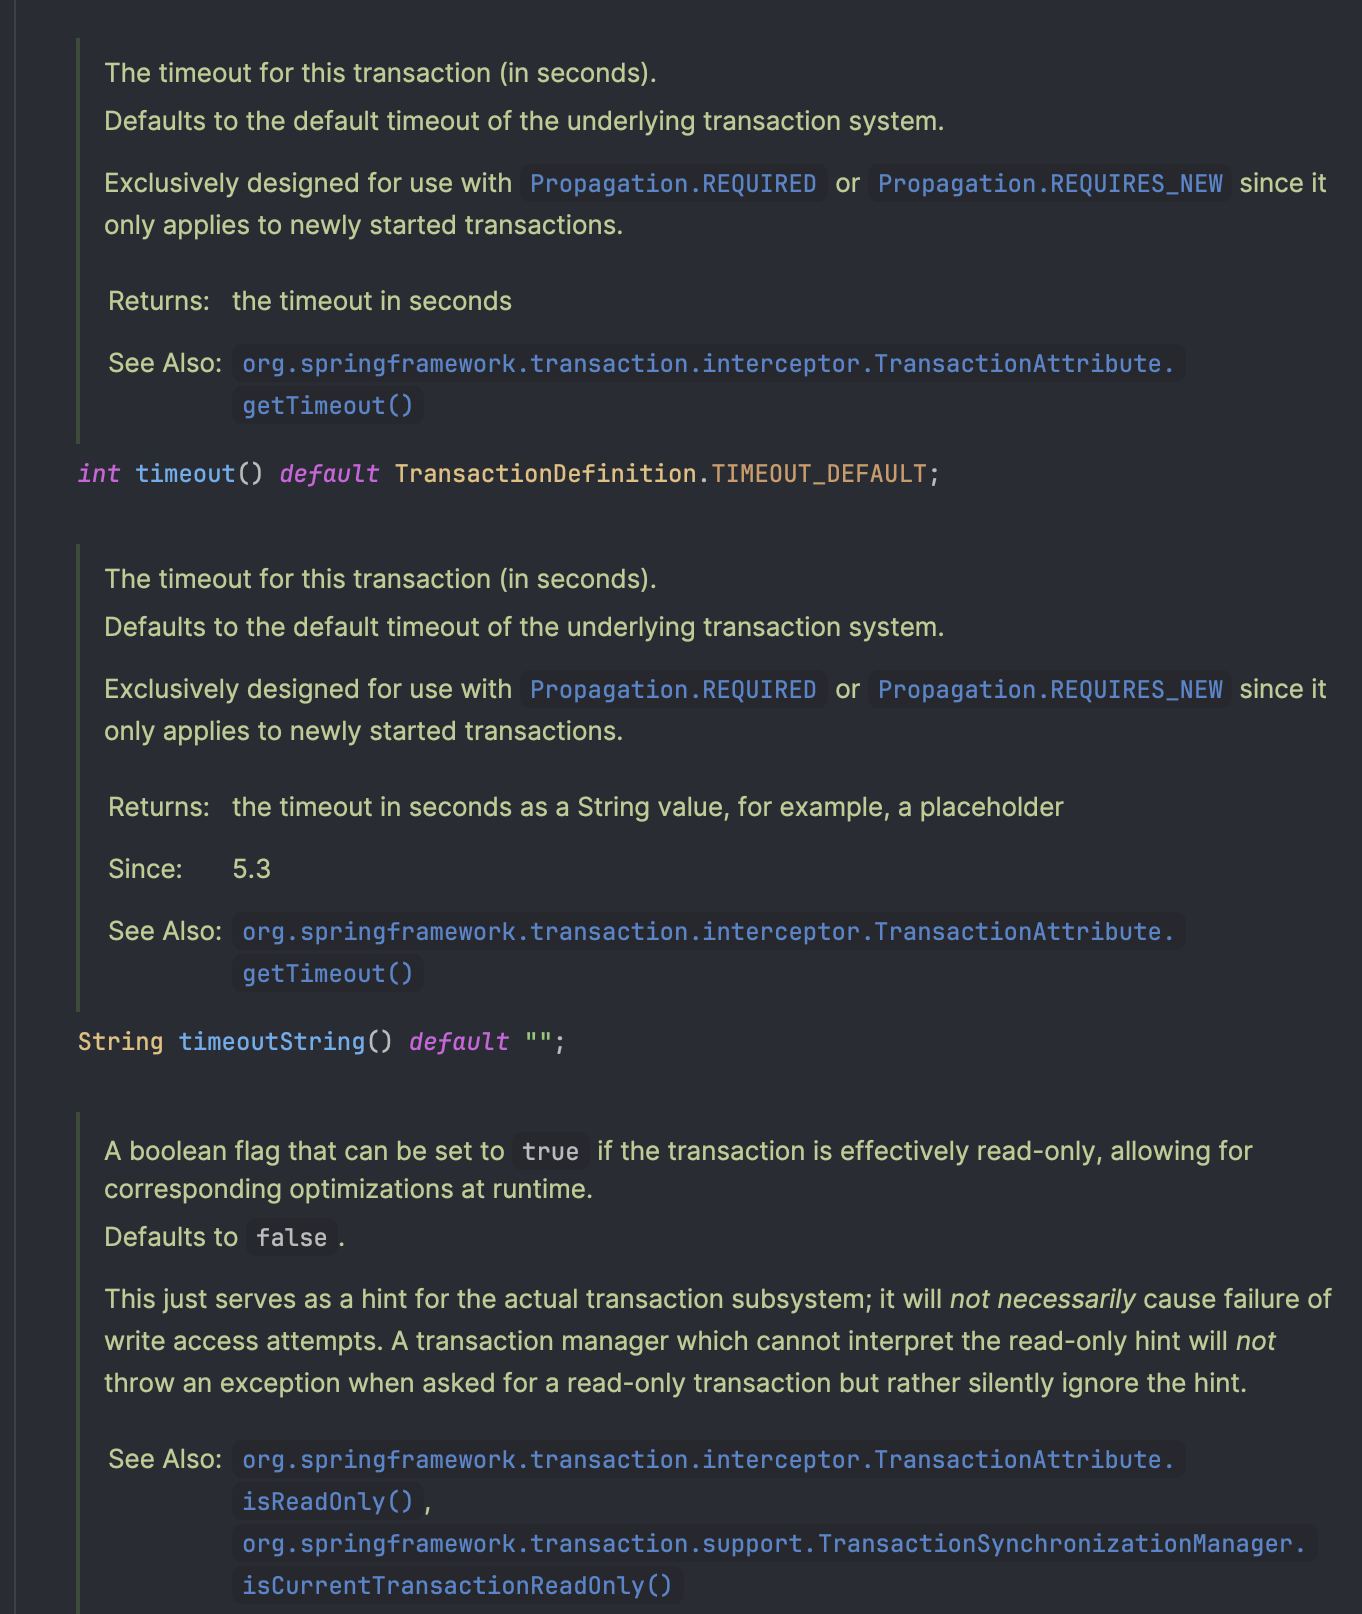 The timeout for this transaction (in seconds).
Defaults to the default timeout of the underlying transaction system.
Exclusively designed for use with Propagation.REQUIRED or Propagation.REQUIRES_NEW since it
only applies to newly started transactions.
Returns: the timeout in seconds
See Also: org.springframework.transaction.interceptor.TransactionAttribute.
getTimeout()
int timeout() default TransactionDefinition.TIMEOUT_DEFAULT;
The timeout for this transaction (in seconds).
Defaults to the default timeout of the underlying transaction system.
Exclusively designed for use with Propagation.REQUIRED or Propagation.REQUIRES_NEW since it
only applies to newly started transactions.
Returns: the timeout in seconds as a String value, for example, a placeholder
Since: 5.3
See Also: org.springframework.transaction.interceptor.TransactionAttribute.
getTimeout()
String timeoutString() default "";
A boolean flag that can be set to true if the transaction is effectively read-only, allowing for
corresponding optimizations at runtime.
Defaults to false.
This just serves as a hint for the actual transaction subsystem; it will not necessarily cause failure of
write access attempts. A transaction manager which cannot interpret the read-only hint will not
throw an exception when asked for a read-only transaction but rather silently ignore the hint.
See Also: org.springframework.transaction.interceptor.TransactionAttribute.
isReadOnly(),
org.springframework.transaction.support.TransactionSynchronizationManager.
isCurrentTransactionReadOnly()